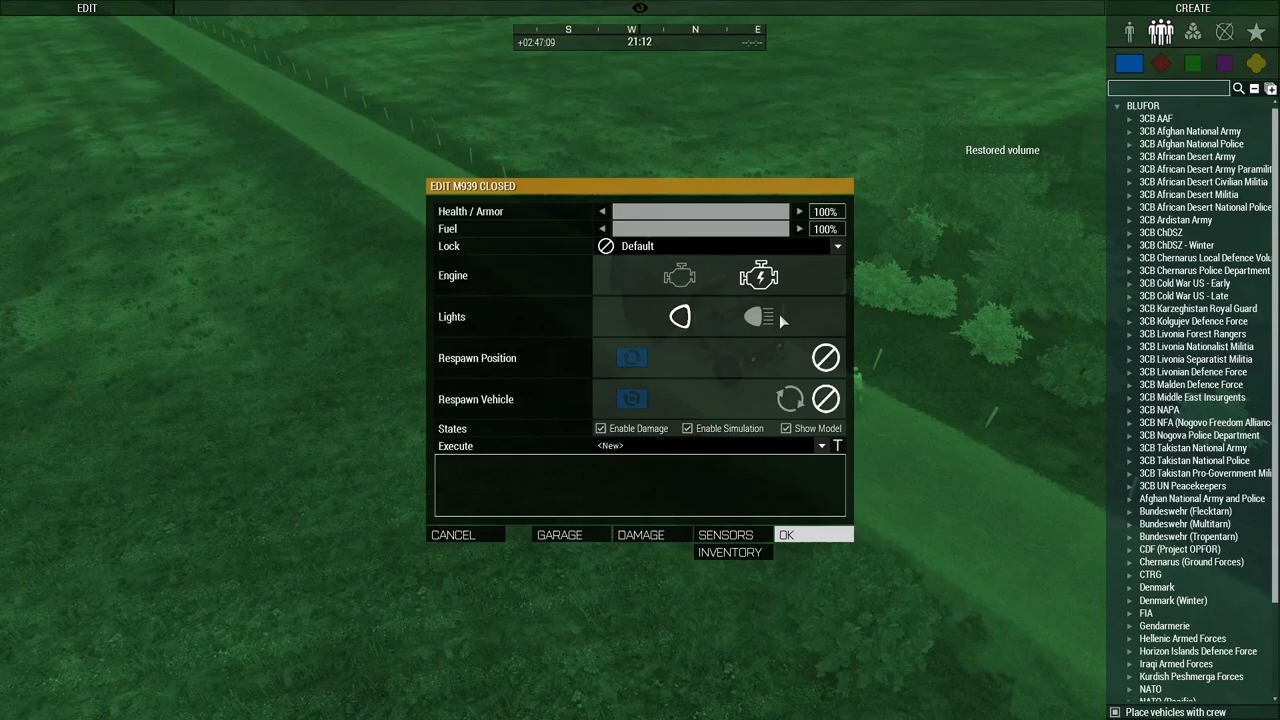 EDIT
CREATE
S W N E
+02:47:09 21:12 --:--:--
Restored volume
EDIT M939 CLOSED
Health / Armor 100%
Fuel 100%
Lock Default
Engine
Lights
Respawn Position
Respawn Vehicle
States Enable Damage Enable Simulation Show Model
Execute <New> T
CANCEL GARAGE DAMAGE SENSORS OK
INVENTORY
BLUFOR
3CB AAF
3CB Afghan National Army
3CB Afghan National Police
3CB African Desert Army
3CB African Desert Army Paramilit
3CB African Desert Civilian Militia
3CB African Desert Militia
3CB African Desert National Police
3CB Ardistan Army
3CB ChDSZ
3CB ChDSZ - Winter
3CB Chernarus Local Defence Volu
3CB Chernarus Police Department
3CB Cold War US - Early
3CB Cold War US - Late
3CB Karzeghistan Royal Guard
3CB Kolgujev Defence Force
3CB Livonia Forest Rangers
3CB Livonia Nationalist Militia
3CB Livonia Separatist Militia
3CB Livonian Defense Force
3CB Malden Defence Force
3CB Middle East Insurgents
3CB NAPA
3CB NFA (Nogovo Freedom Allianc
3CB Nogova Police Department
3CB Takistan National Army
3CB Takistan National Police
3CB Takistan Pro-Government Mili
3CB UN Peacekeepers
Afghan National Army and Police
Bundeswehr (Flecktarn)
Bundeswehr (Multitarn)
Bundeswehr (Tropentarn)
CDF (Project OPFOR)
Chernarus (Ground Forces)
CTRG
Denmark
Denmark (Winter)
FIA
Gendarmerie
Hellenic Armed Forces
Horizon Islands Defence Force
Iraqi Armed Forces
Kurdish Peshmerga Forces
NATO
NATO (Pacific)
Place vehicles with crew